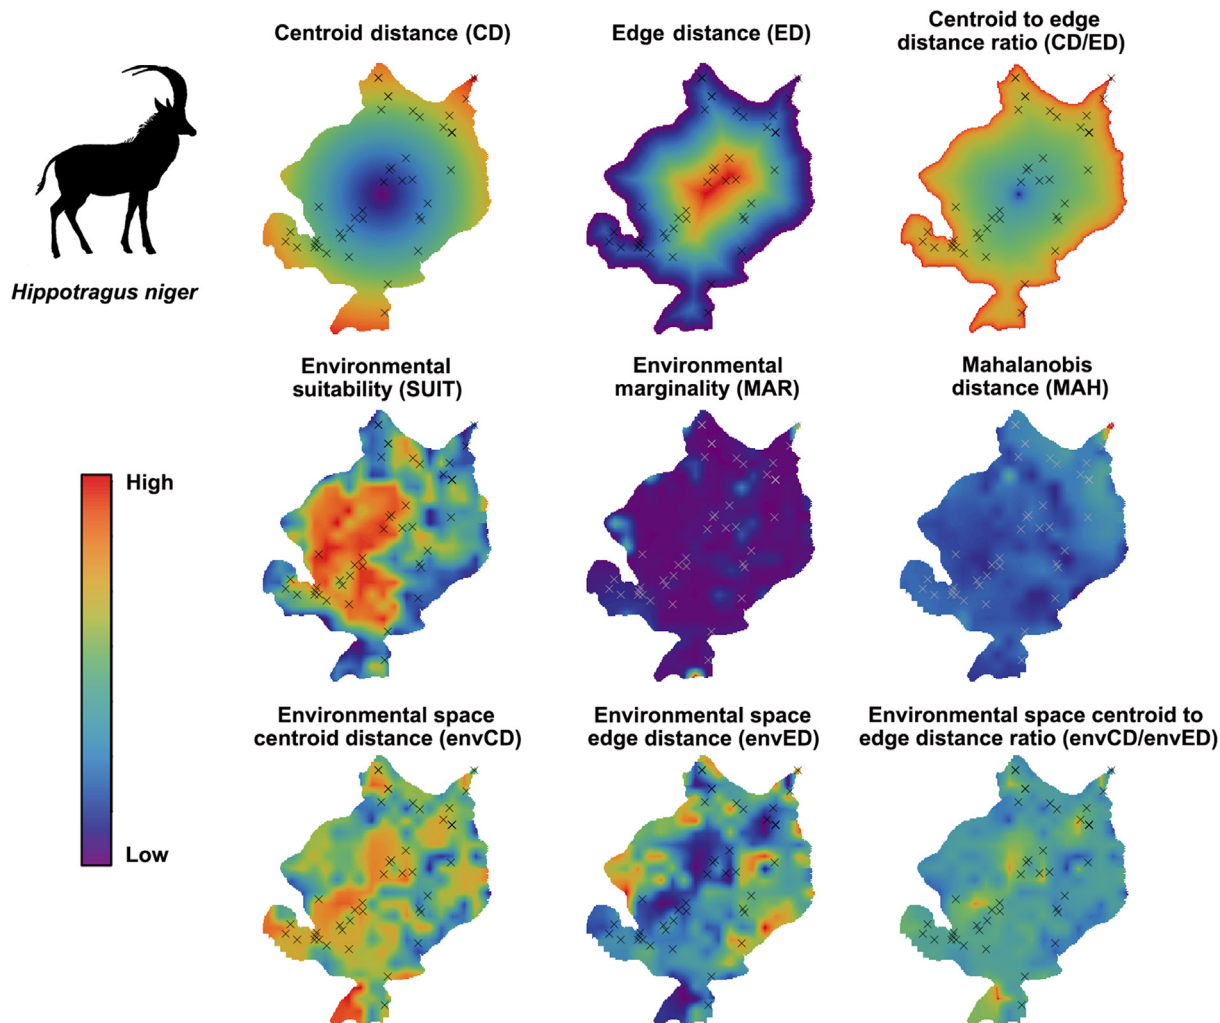 Centroid distance (CD)
Edge distance (ED)
Centroid to edge
distance ratio (CD/ED)
Hippotragus niger
Environmental
suitability (SUIT)
Environmental
marginality (MAR)
Mahalanobis
distance (MAH)
High
Low
Environmental space
centroid distance (envCD)
Environmental space
edge distance (envED)
Environmental space centroid to
edge distance ratio (envCD/envED)